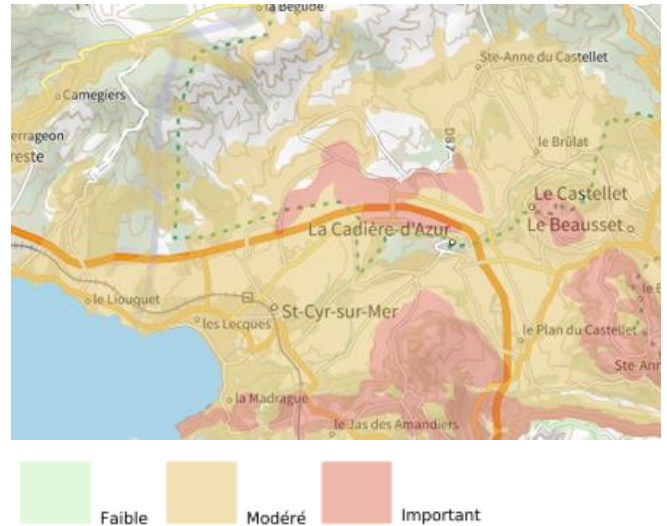 la Bégude
Ste-Anne du Castellet
Camegiers
D87
errageon
le Brûlat
reste
Le Castellet
La Cadière-d'Azur
Le Beausset
le Liouquet
St-Cyr-sur-Mer
les Lecques
le Plan du Castellet
Ste-Ann
la Madrague
le Jas des Amandiers
Faible
Modéré
Important